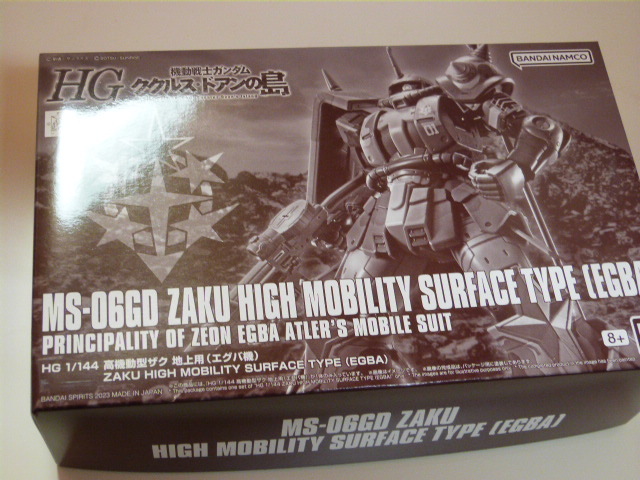 BANDAI NAMCO
HG 機動戦士ガンダム
ククルス・ドアンの島
MS-06GD ZAKU HIGH MOBILITY SURFACE TYPE (EGBA
PRINCIPALITY OF ZEON EGBA ATLER'S MOBILE SUIT
HG 1/144 高機動型ザク 地上用(エグバ機)
ZAKU HIGH MOBILITY SURFACE TYPE (EGBA)
8+
BANDAI SPIRITS 2023 MADE IN JAPAN
MS-06GD ZAKU
HIGH MOBILITY SURFACE TYPE (EGBA)